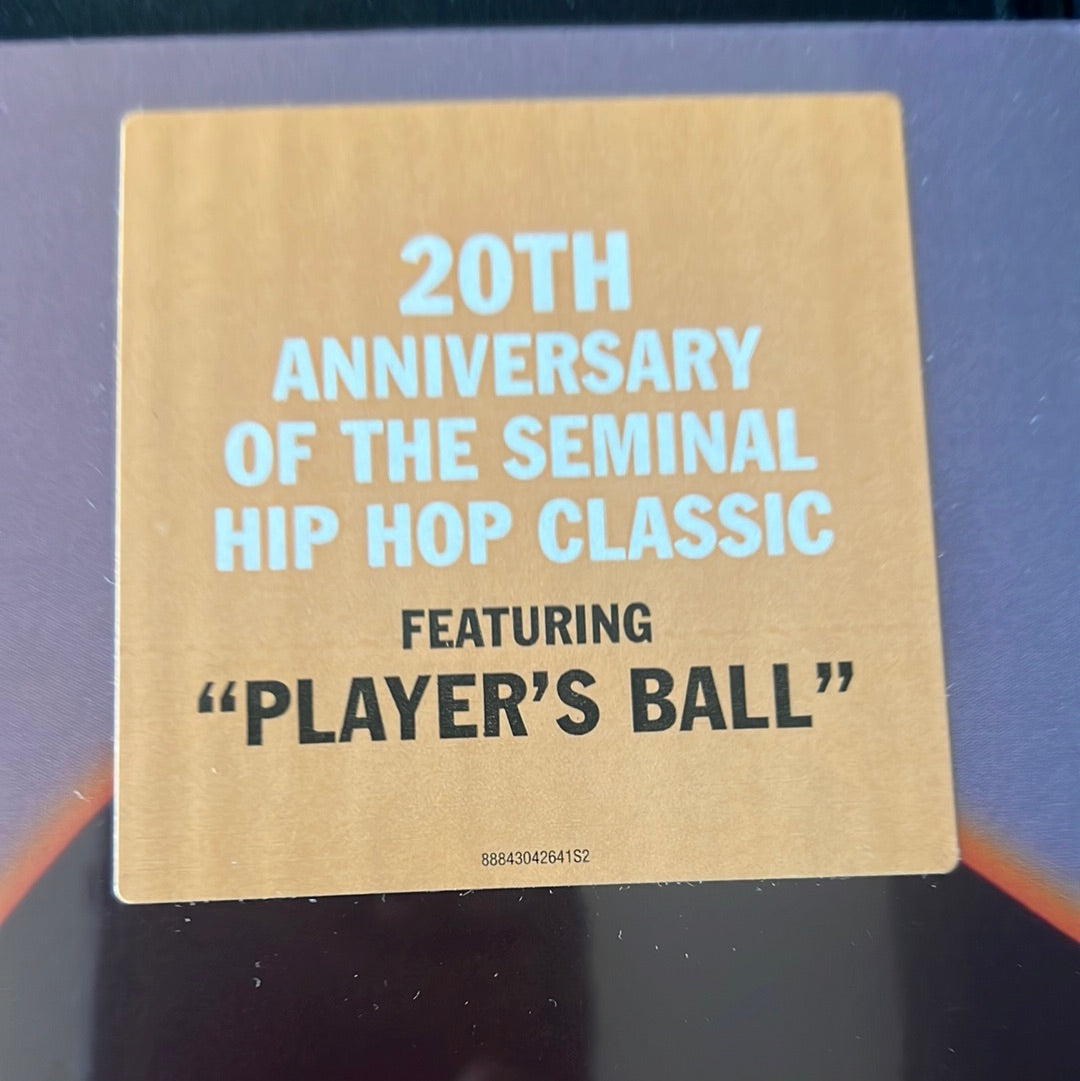 20TH
ANNIVERSARY
OF THE SEMINAL
HIP HOP CLASSIC
FEATURING
“PLAYER’S BALL”
88843042641S2